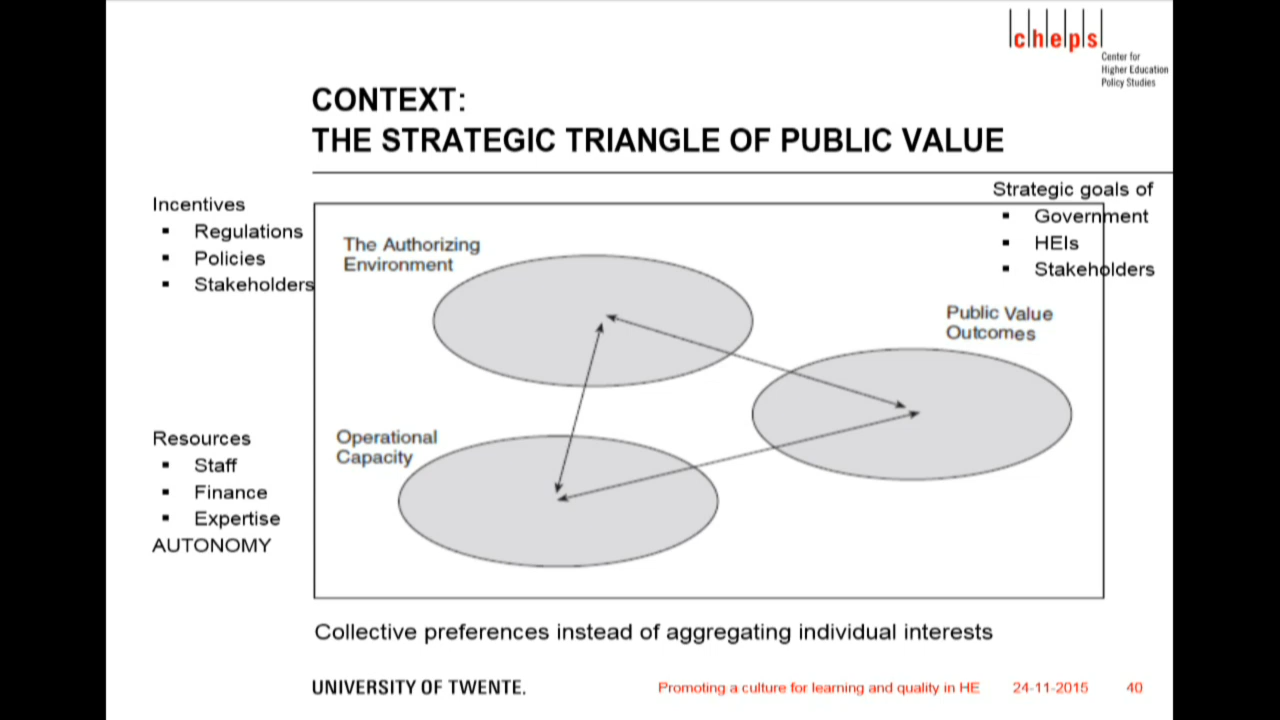 c|h|e|p|s
Center for
Higher Education
Policy Studies
CONTEXT:
THE STRATEGIC TRIANGLE OF PUBLIC VALUE
Incentives
▪ Regulations
▪ Policies
▪ Stakeholders
Strategic goals of
▪ Government
▪ HEIs
▪ Stakeholders
The Authorizing
Environment
Public Value
Outcomes
Resources
▪ Staff
▪ Finance
▪ Expertise
AUTONOMY
Operational
Capacity
Collective preferences instead of aggregating individual interests
UNIVERSITY OF TWENTE.
Promoting a culture for learning and quality in HE 24-11-2015 40